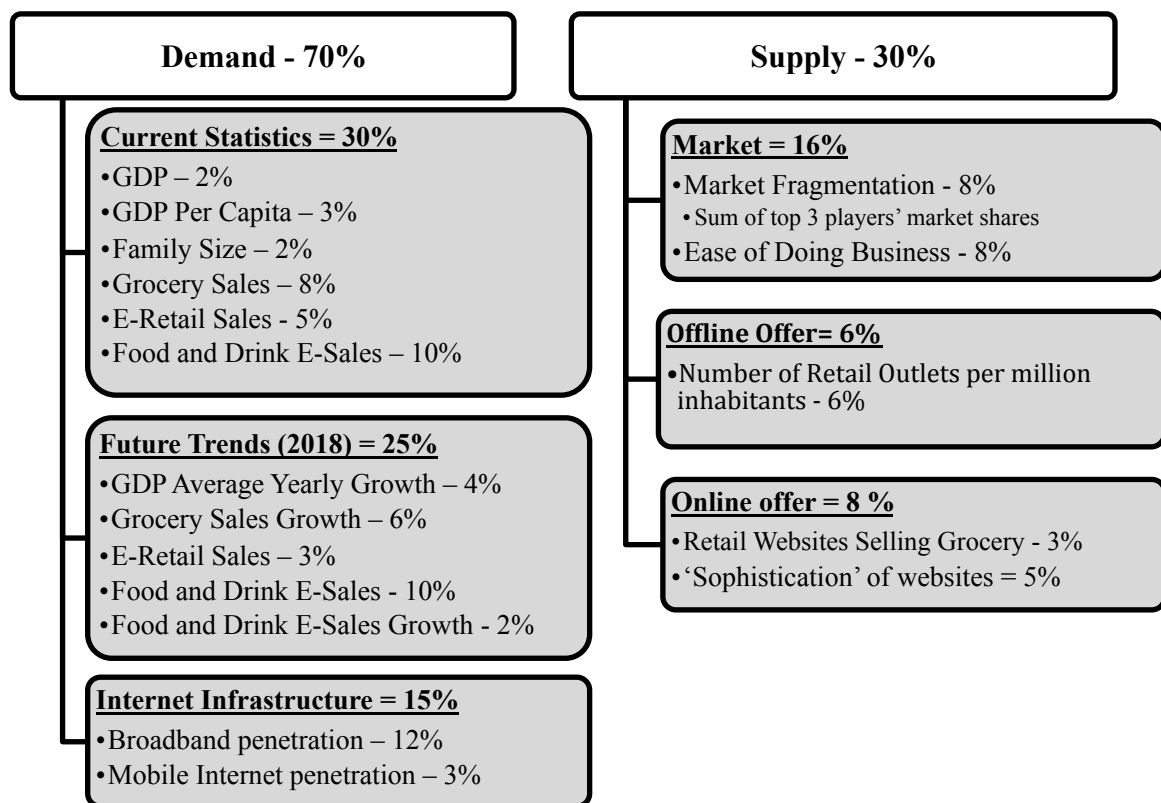 Demand - 70%
Current Statistics = 30%
•GDP – 2%
•GDP Per Capita – 3%
•Family Size – 2%
•Grocery Sales – 8%
•E-Retail Sales - 5%
•Food and Drink E-Sales – 10%
Future Trends (2018) = 25%
•GDP Average Yearly Growth – 4%
•Grocery Sales Growth – 6%
•E-Retail Sales – 3%
•Food and Drink E-Sales - 10%
•Food and Drink E-Sales Growth - 2%
Internet Infrastructure = 15%
•Broadband penetration – 12%
•Mobile Internet penetration – 3%
Supply - 30%
Market = 16%
•Market Fragmentation - 8%
•Sum of top 3 players’ market shares
•Ease of Doing Business - 8%
Offline Offer= 6%
•Number of Retail Outlets per million
inhabitants - 6%
Online offer = 8 %
•Retail Websites Selling Grocery - 3%
•‘Sophistication’ of websites = 5%